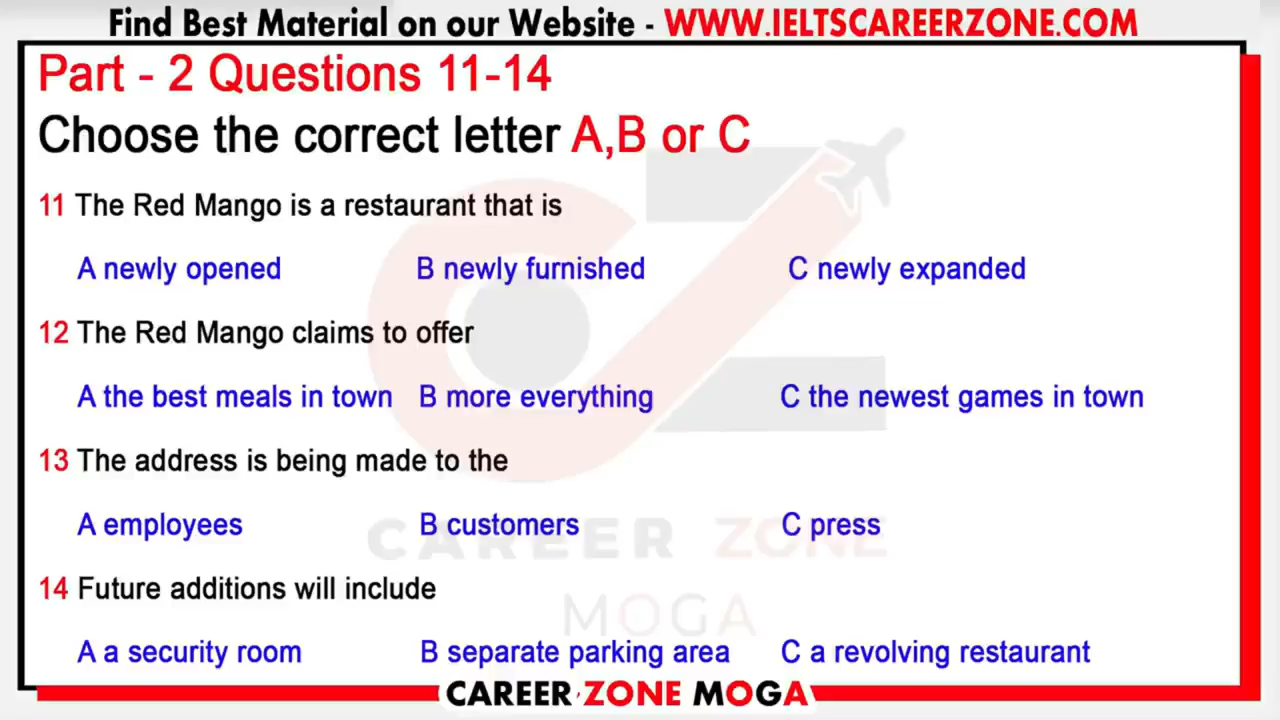 Find Best Material on our Website - WWW.IELTSCAREERZONE.COM
Part - 2 Questions 11-14
Choose the correct letter A,B or C
11 The Red Mango is a restaurant that is
A newly opened B newly furnished C newly expanded
12 The Red Mango claims to offer
A the best meals in town B more everything C the newest games in town
13 The address is being made to the
A employees B customers C press
CAREER ZONE
14 Future additions will include
MOGA
A a security room B separate parking area C a revolving restaurant
CAREER ZONE MOGA